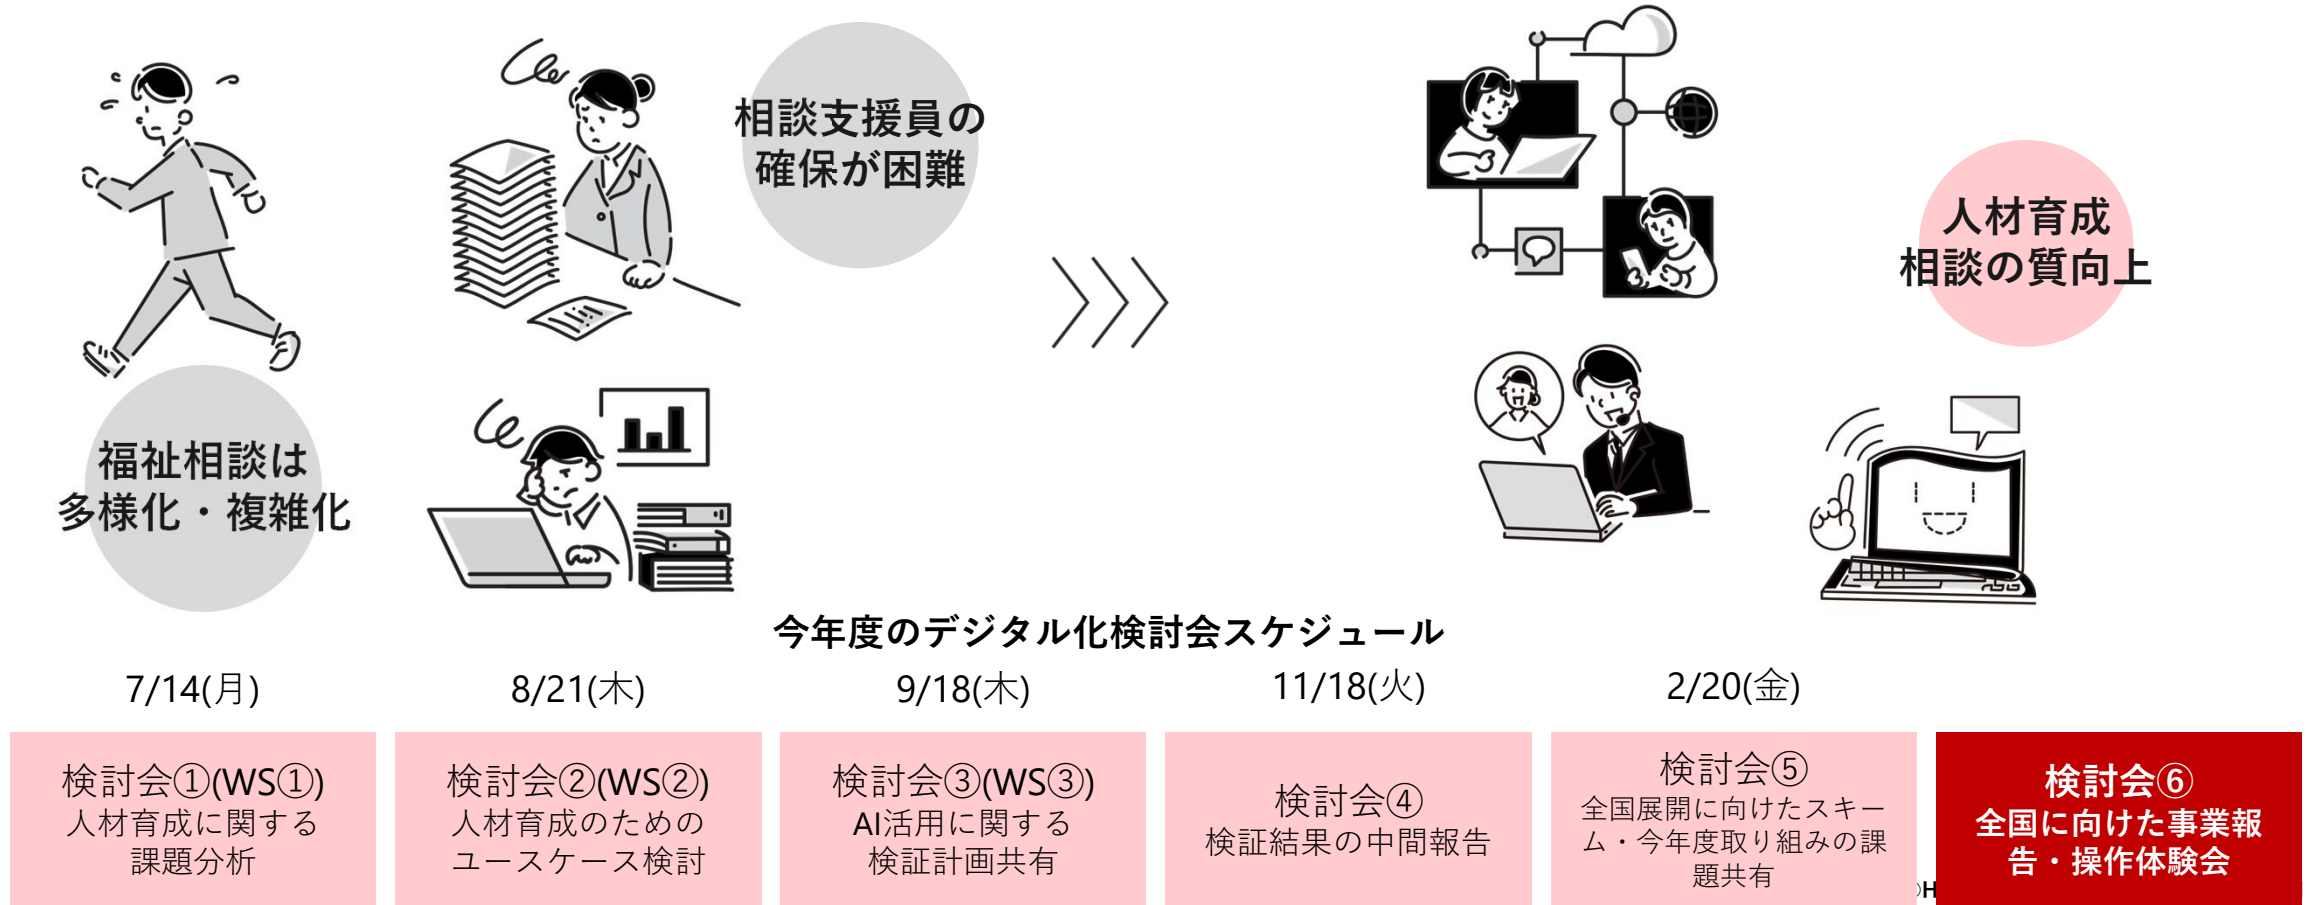 相談支援員の
確保が困難
福祉相談は
多様化・複雑化
人材育成
相談の質向上
今年度のデジタル化検討会スケジュール
7/14(月)
検討会①(WS①)
人材育成に関する
課題分析
8/21(木)
検討会②(WS②)
人材育成のための
ユースケース検討
9/18(木)
検討会③(WS③)
AI活用に関する
検証計画共有
11/18(火)
検討会④
検証結果の中間報告
2/20(金)
検討会⑤
全国展開に向けたスキー
ム・今年度取り組みの課
題共有
検討会⑥
全国に向けた事業報
告・操作体験会